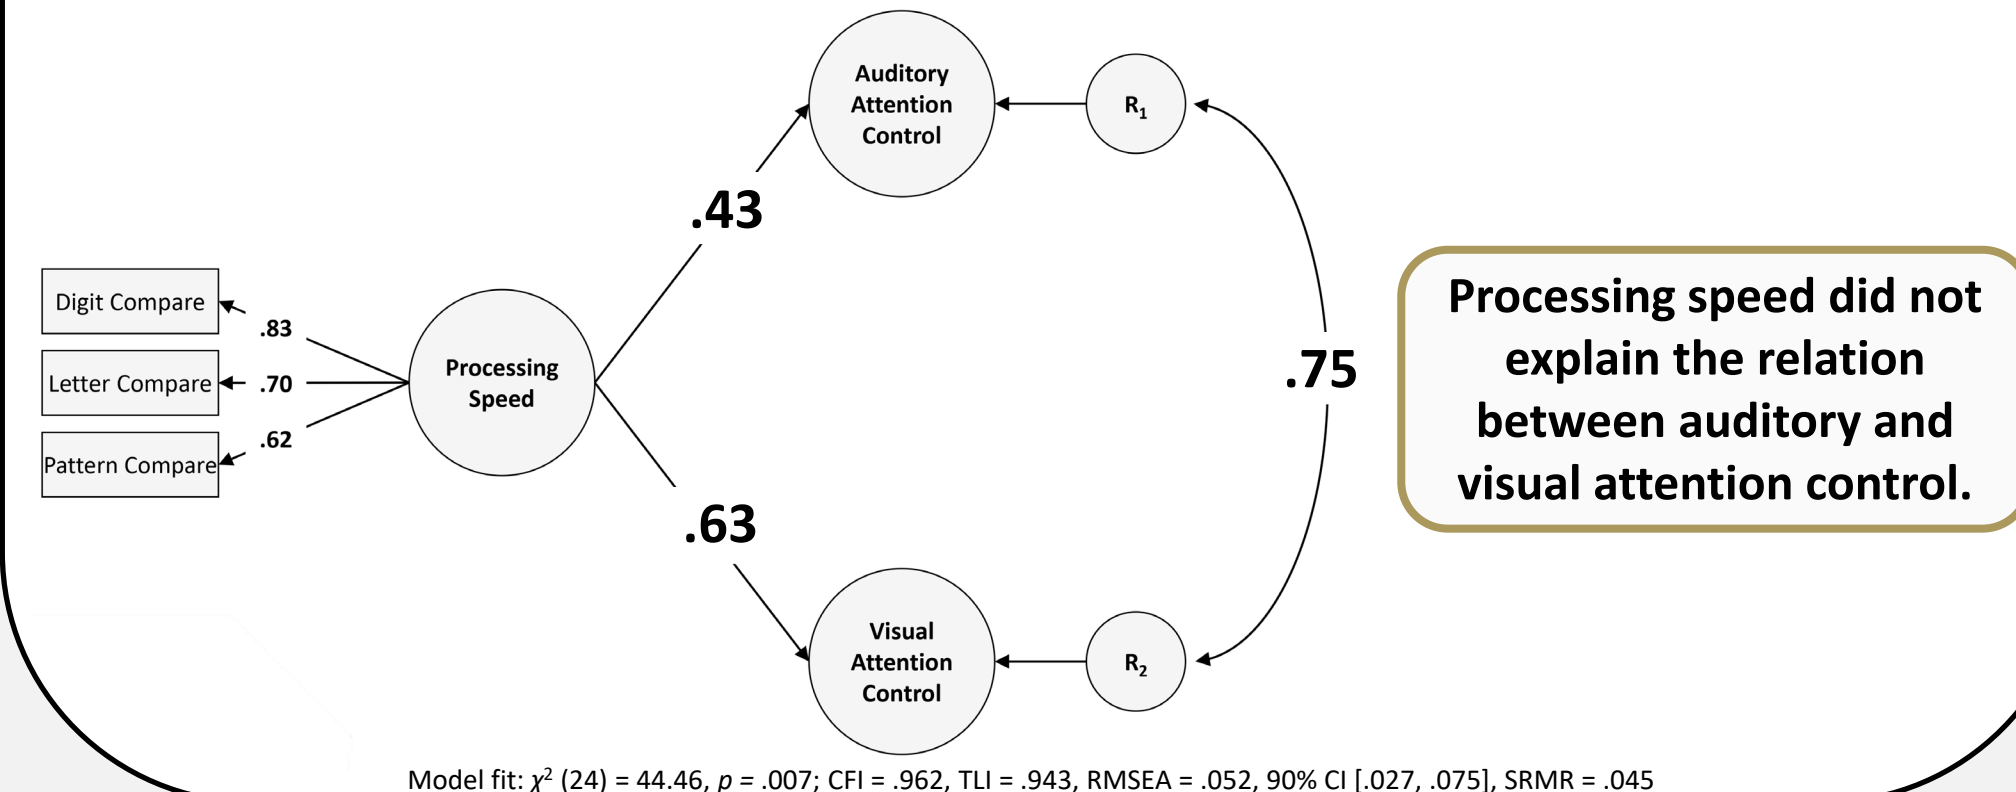 Auditory
Attention
Control
R₁
.43
Digit Compare
.83
Letter Compare
.70
Pattern Compare
.62
Processing
Speed
.75
Processing speed did not
explain the relation
between auditory and
visual attention control.
.63
Visual
Attention
Control
R₂
Model fit: χ² (24) = 44.46, p = .007; CFI = .962, TLI = .943, RMSEA = .052, 90% CI [.027, .075], SRMR = .045